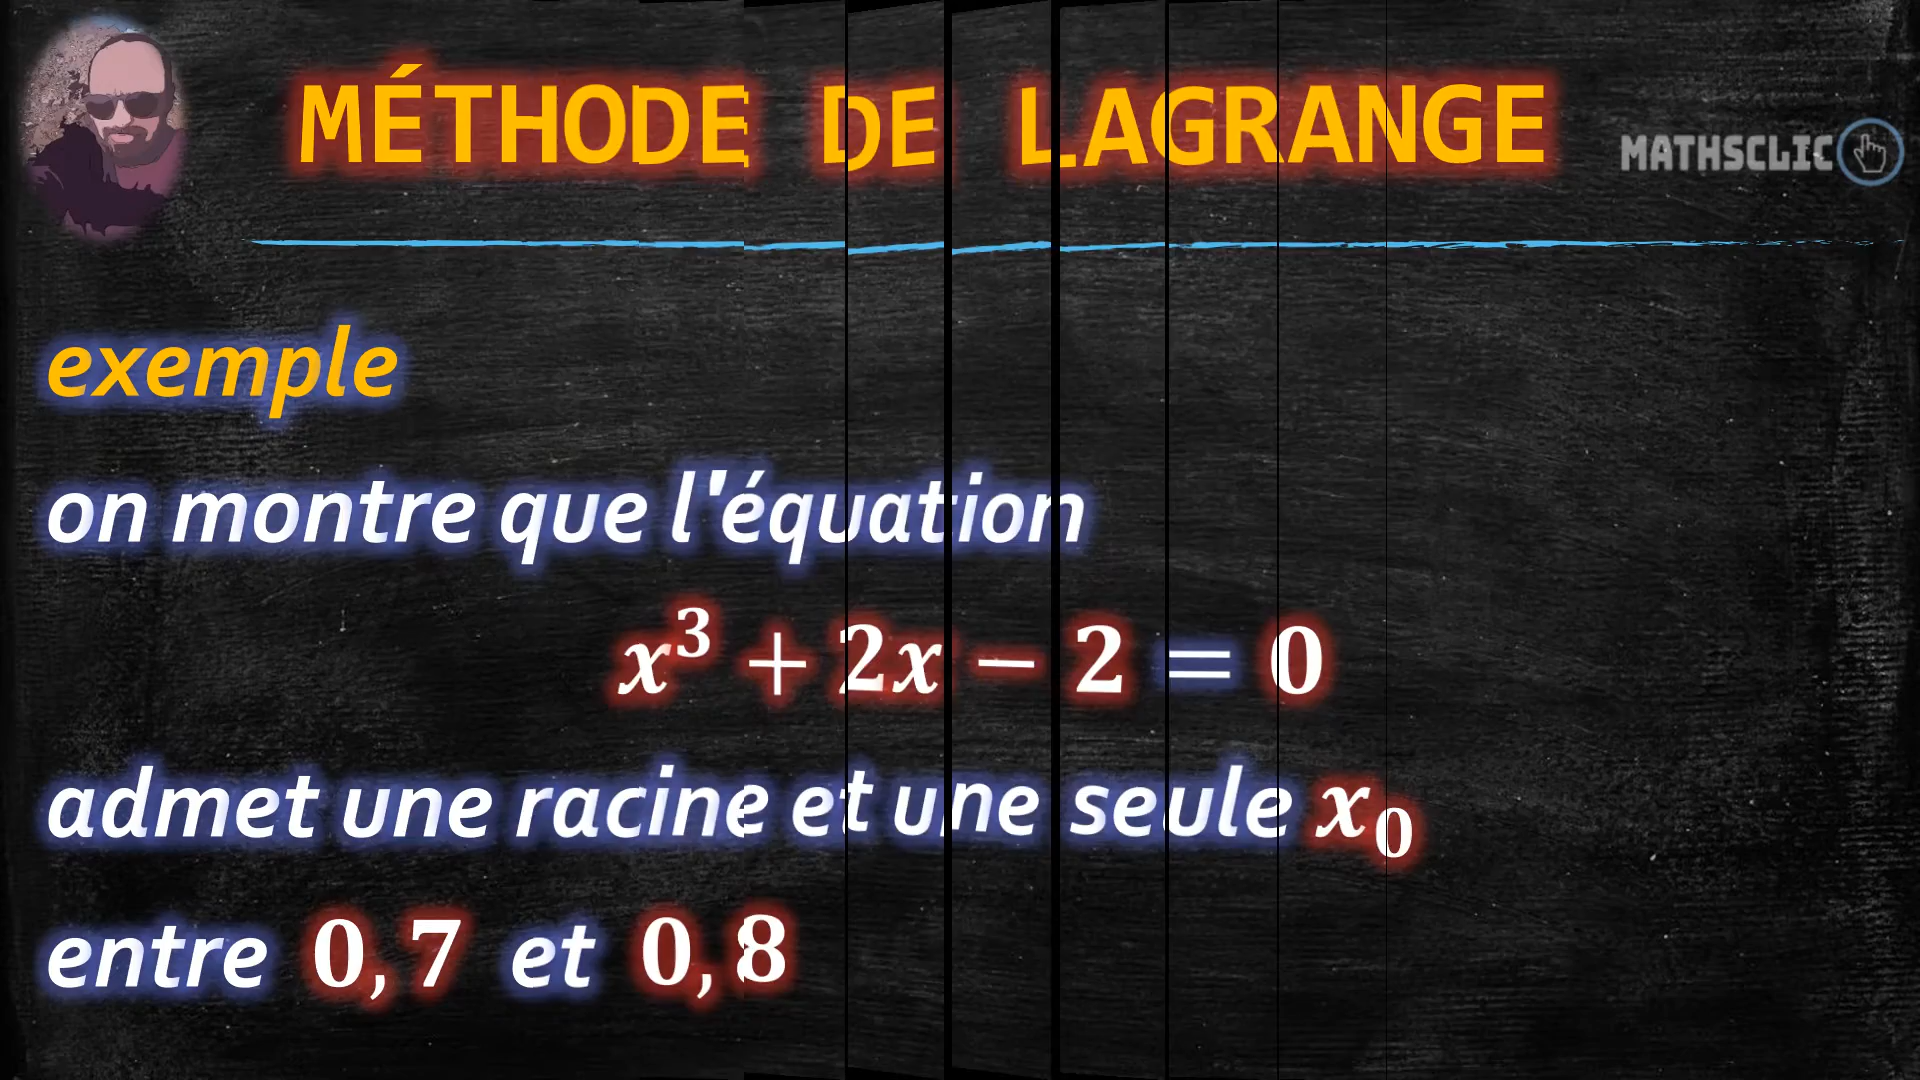 MÉTHODE DE LAGRANGE
MATHSCLIC
exemple
on montre que l'équation
x³ + 2x − 2 = 0
admet une racine et une seule x₀
entre 0,7 et 0,8